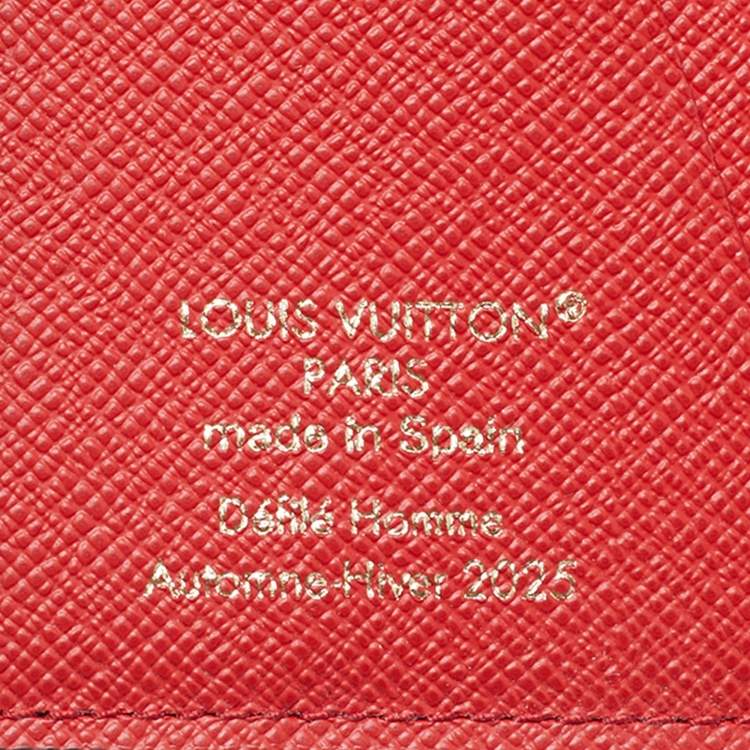 LOUIS VUITTON®
PARIS
made in Spain
Défilé Homme
Automne-Hiver 2025